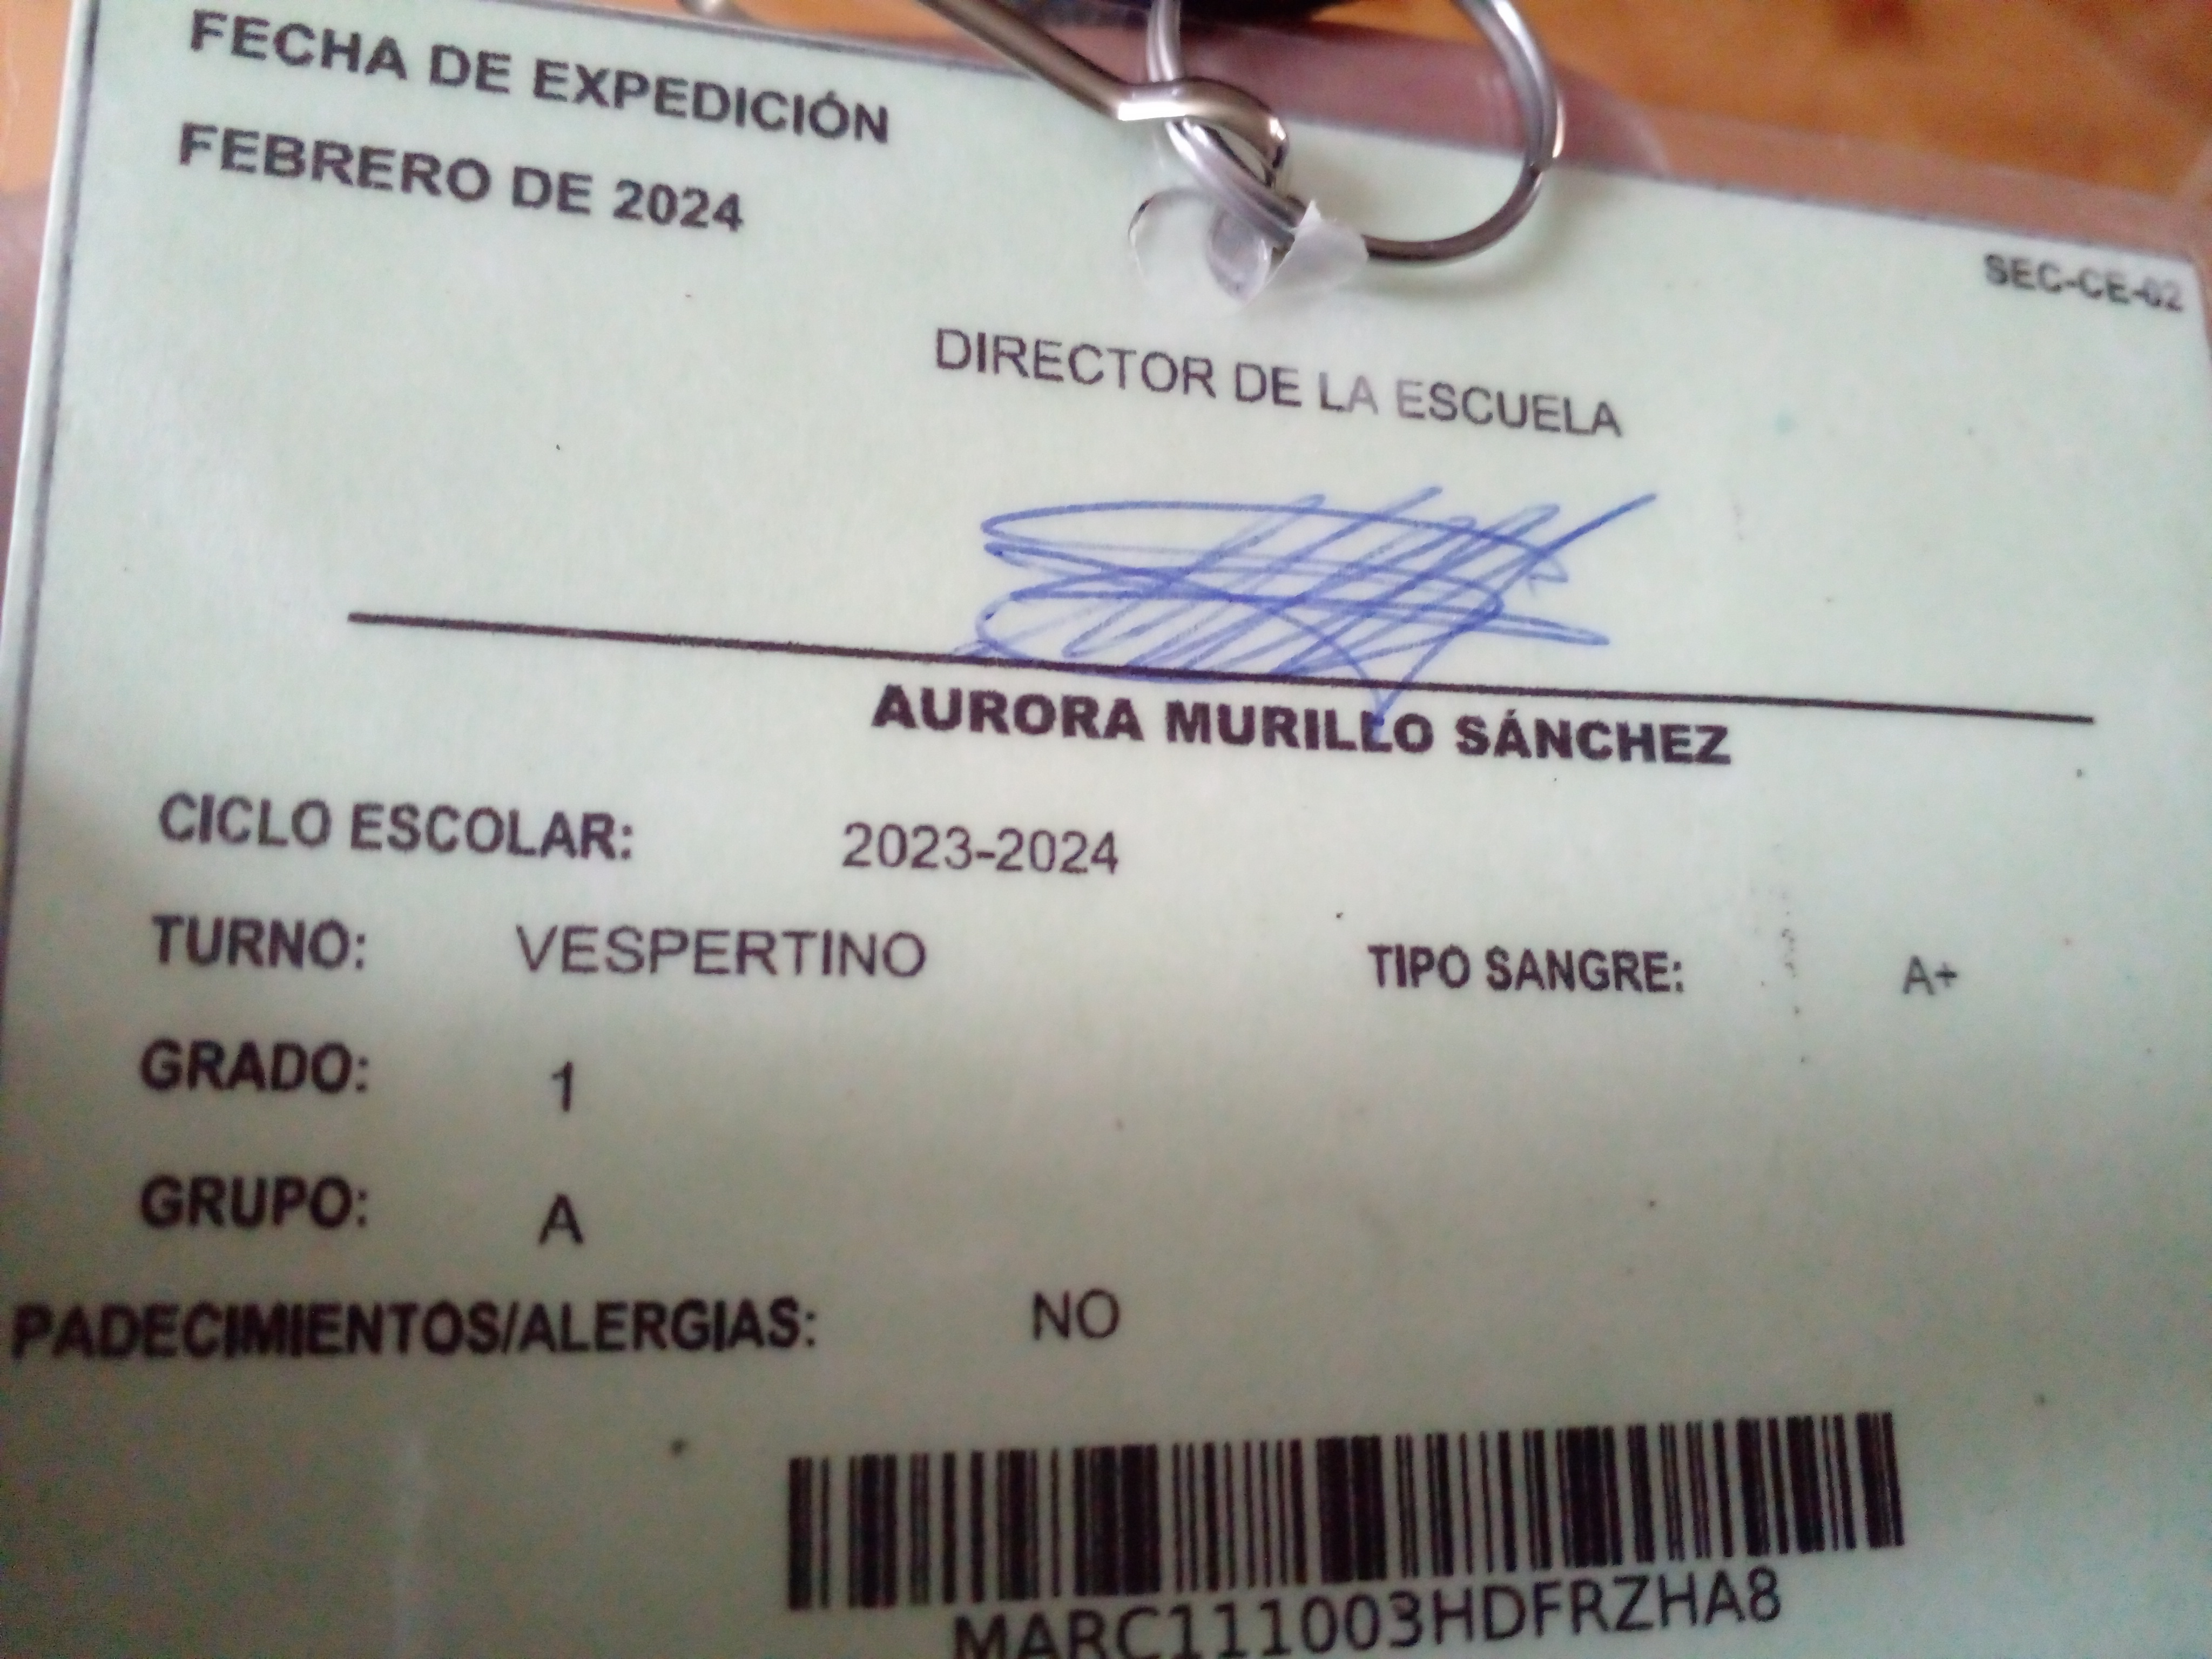 FECHA DE EXPEDICIÓN
FEBRERO DE 2024
SEC-CE-02
DIRECTOR DE LA ESCUELA
AURORA MURILLO SÁNCHEZ
CICLO ESCOLAR: 2023-2024
TURNO: VESPERTINO TIPO SANGRE: A+
GRADO: 1
GRUPO: A
PADECIMIENTOS/ALERGIAS: NO
MARC111003HDFRZHA8